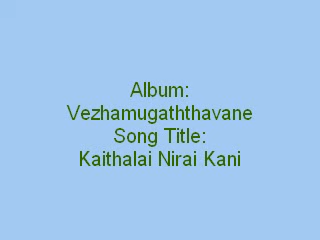 Album:
Vezhamugaththavane
Song Title:
Kaithalai Nirai Kani